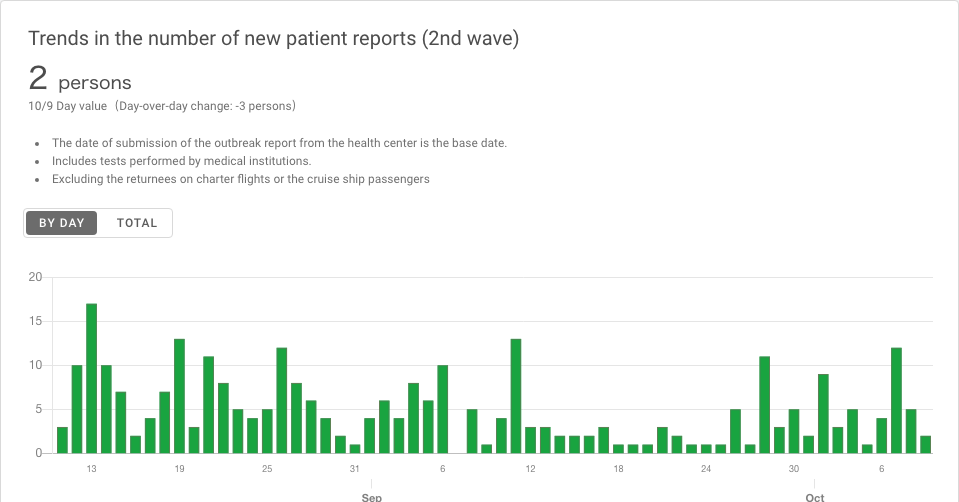 Trends in the number of new patient reports (2nd wave)
2 persons
10/9 Day value（Day-over-day change: -3 persons）
• The date of submission of the outbreak report from the health center is the base date.
• Includes tests performed by medical institutions.
• Excluding the returnees on charter flights or the cruise ship passengers
BY DAY TOTAL
20
15
10
5
0
13 19 25 31 6 12 18 24 30 6
Sep Oct